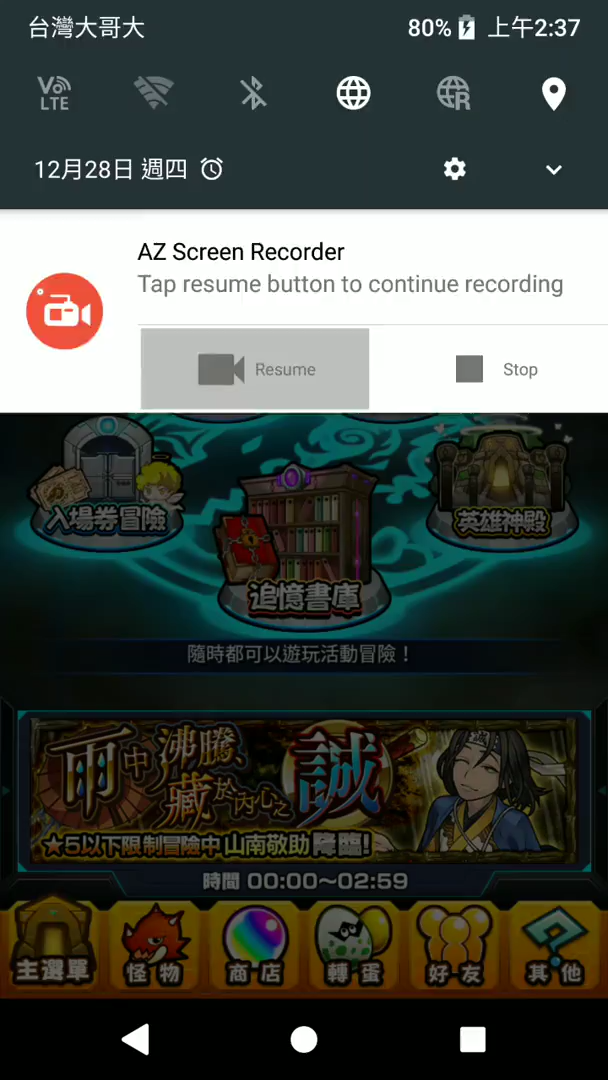 台灣大哥大 80% 上午2:37
Vo LTE R
12月28日 週四
AZ Screen Recorder
Tap resume button to continue recording
Resume Stop
入場券冒險 追憶書庫 英雄神殿
隨時都可以遊玩活動冒險！
雨中沸騰、藏於內心之誠
★5以下限制冒險中 山南敬助 降臨!
時間 00:00～02:59
主選單 怪物 商店 轉蛋 好友 其他